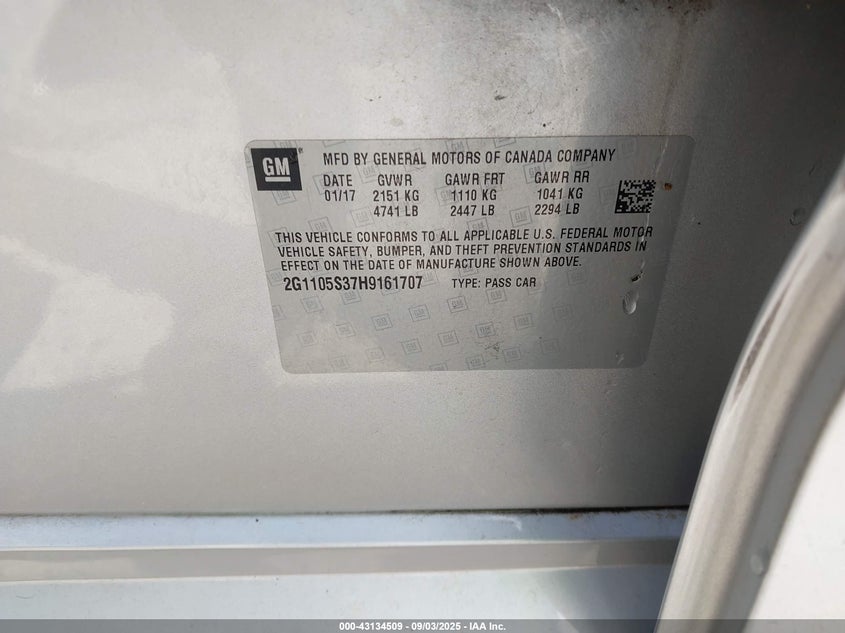 GM
MFD BY GENERAL MOTORS OF CANADA COMPANY
DATE GVWR GAWR FRT GAWR RR
01/17 2151 KG 1110 KG 1041 KG
4741 LB 2447 LB 2294 LB
THIS VEHICLE CONFORMS TO ALL APPLICABLE U.S. FEDERAL MOTOR
VEHICLE SAFETY, BUMPER, AND THEFT PREVENTION STANDARDS IN
EFFECT ON THE DATE OF MANUFACTURE SHOWN ABOVE.
2G1105S37H9161707 TYPE: PASS CAR
000-43134509 - 09/03/2025 - IAA Inc.